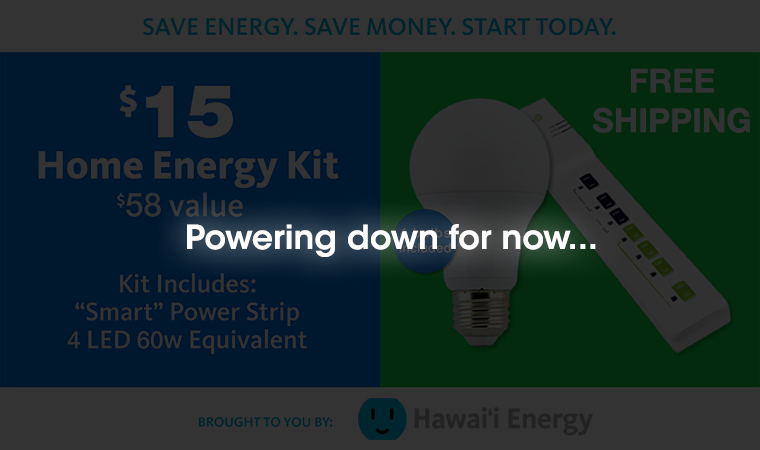 SAVE ENERGY. SAVE MONEY. START TODAY.
$15
Home Energy Kit
$58 value
FREE
SHIPPING
Powering down for now...
included
Kit Includes:
“Smart” Power Strip
4 LED 60w Equivalent
BROUGHT TO YOU BY:
Hawai‘i Energy